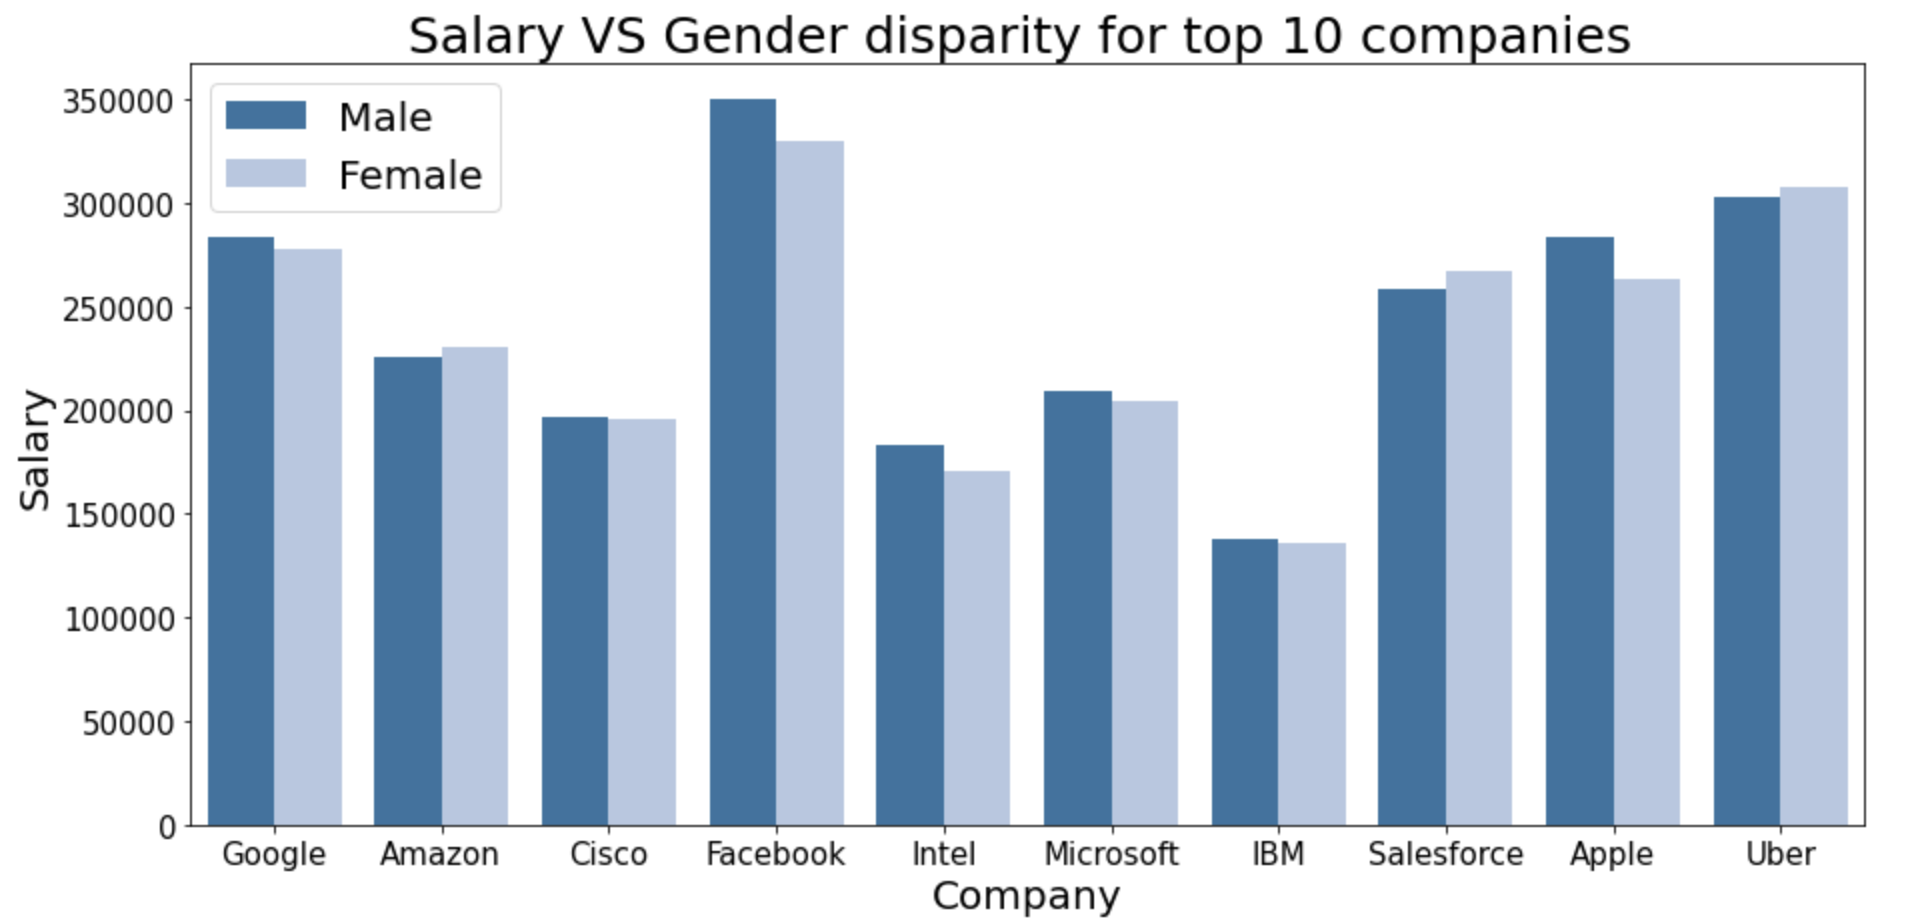 Salary VS Gender disparity for top 10 companies
Male
Female
350000
300000
250000
200000
150000
100000
50000
0
Salary
Google Amazon Cisco Facebook Intel Microsoft IBM Salesforce Apple Uber
Company